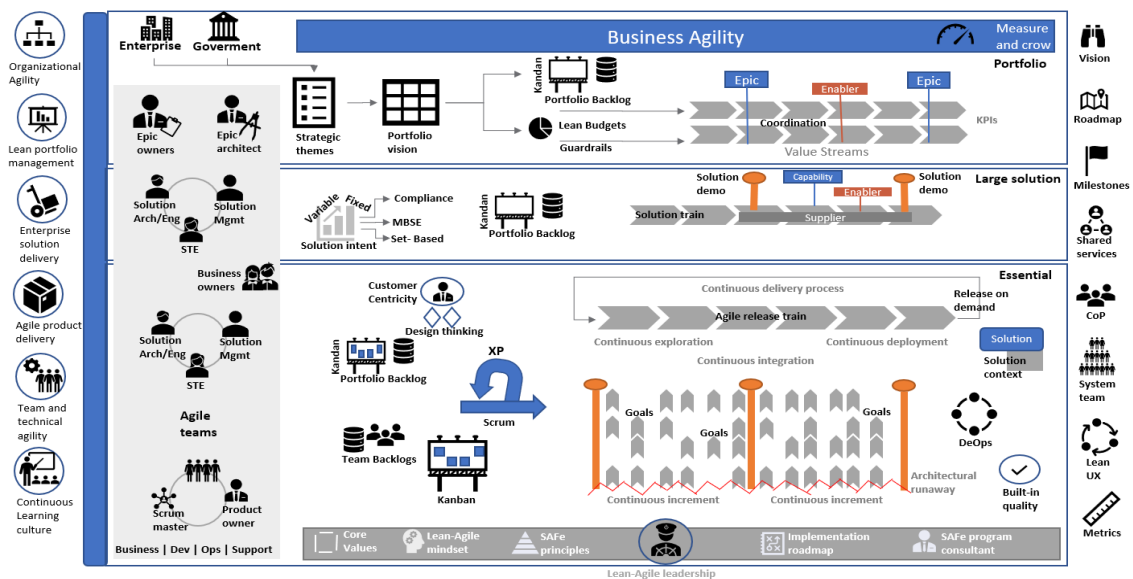 Organizational
Agility
Lean portfolio
management
Enterprise
solution
delivery
Agile product
delivery
Team and
technical
agility
Continuous
Learning
culture
Enterprise
Goverment
Business Agility
Measure
and crow
Portfolio
Epic
owners
Epic
architect
Strategic
themes
Portfolio
vision
Kandan
Portfolio Backlog
Lean Budgets
Guardrails
Epic
Enabler
Epic
Coordination
KPIs
Value Streams
Large solution
Solution
Arch/Eng
Solution
Mgmt
STE
Variable
Fixed
Solution intent
Compliance
MBSE
Set- Based
Kandan
Portfolio Backlog
Solution
demo
Capability
Enabler
Solution
demo
Solution train
Supplier
Essential
Business
owners
Solution
Arch/Eng
Solution
Mgmt
STE
Agile
teams
Scrum
master
Product
owner
Business | Dev | Ops | Support
Customer
Centricity
Design thinking
Kandan
Portfolio Backlog
XP
Scrum
Team Backlogs
Kanban
Continuous delivery process
Release on
demand
Agile release train
Continuous exploration
Continuous deployment
Continuous integration
Solution
Solution
context
Goals
Goals
Goals
DeOps
Architectural
runaway
Continuous increment
Continuous increment
Built-in
quality
Core
Values
Lean-Agile
mindset
SAFe
principles
Implementation
roadmap
SAFe program
consultant
Lean-Agile leadership
Vision
Roadmap
Milestones
Shared
services
CoP
System
team
Lean
UX
Metrics